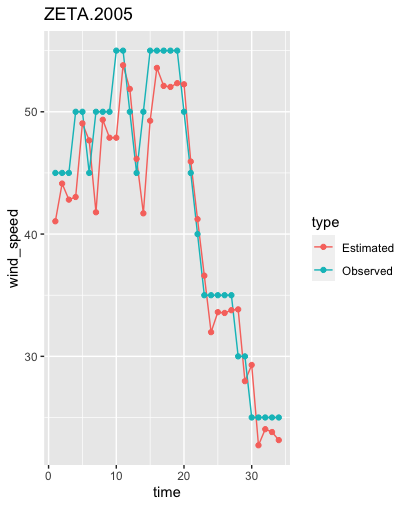 ZETA.2005
50
40
30
wind_speed
0
10
20
30
time
type
Estimated
Observed